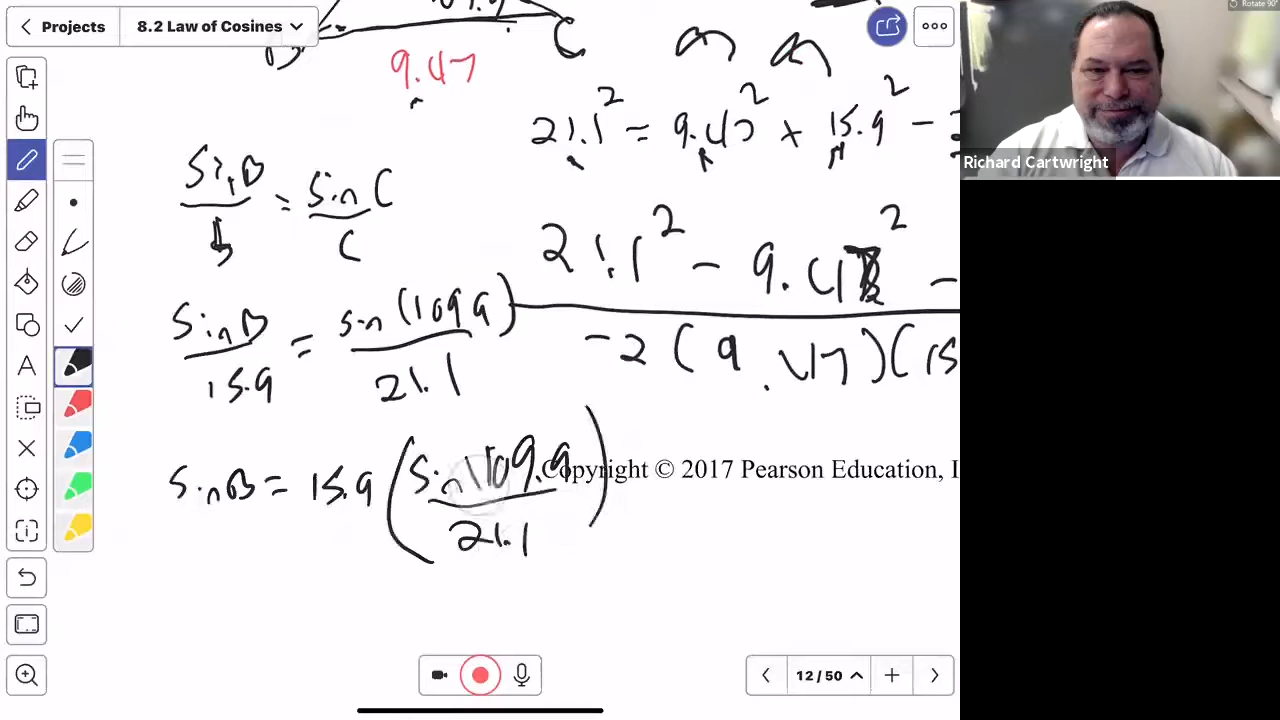 Projects
8.2 Law of Cosines
Rotate 90°
9.47
Richard Cartwright
21.1² = 9.47² + 15.9² -
Sin B / b = Sin C / C
21.1² - 9.47² -
-2 ( 9.47 ) ( 15
Sin B / 15.9 = sin (109.9) / 21.1
Sin B = 15.9 ( Sin 109.9 / 21.1 )
Copyright © 2017 Pearson Education, I
12 / 50